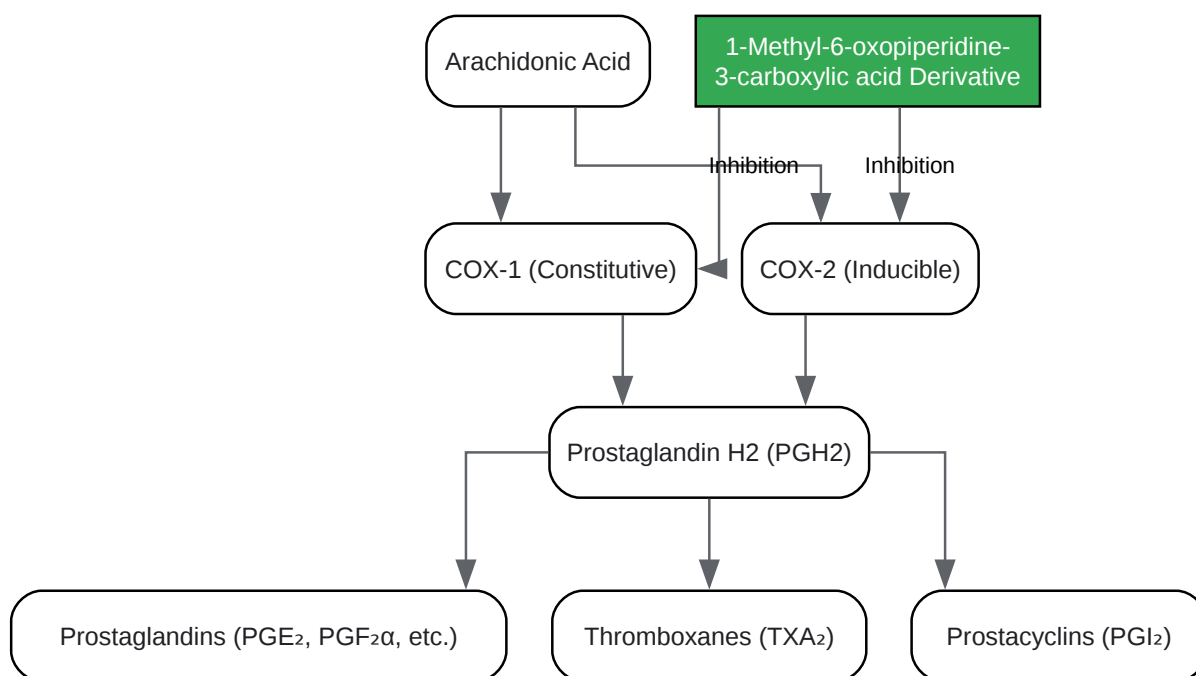 Arachidonic Acid
1-Methyl-6-oxopiperidine-
3-carboxylic acid Derivative
Inhibition
Inhibition
COX-1 (Constitutive)
COX-2 (Inducible)
Prostaglandin H2 (PGH2)
Prostaglandins (PGE₂, PGF₂α, etc.)
Thromboxanes (TXA₂)
Prostacyclins (PGI₂)